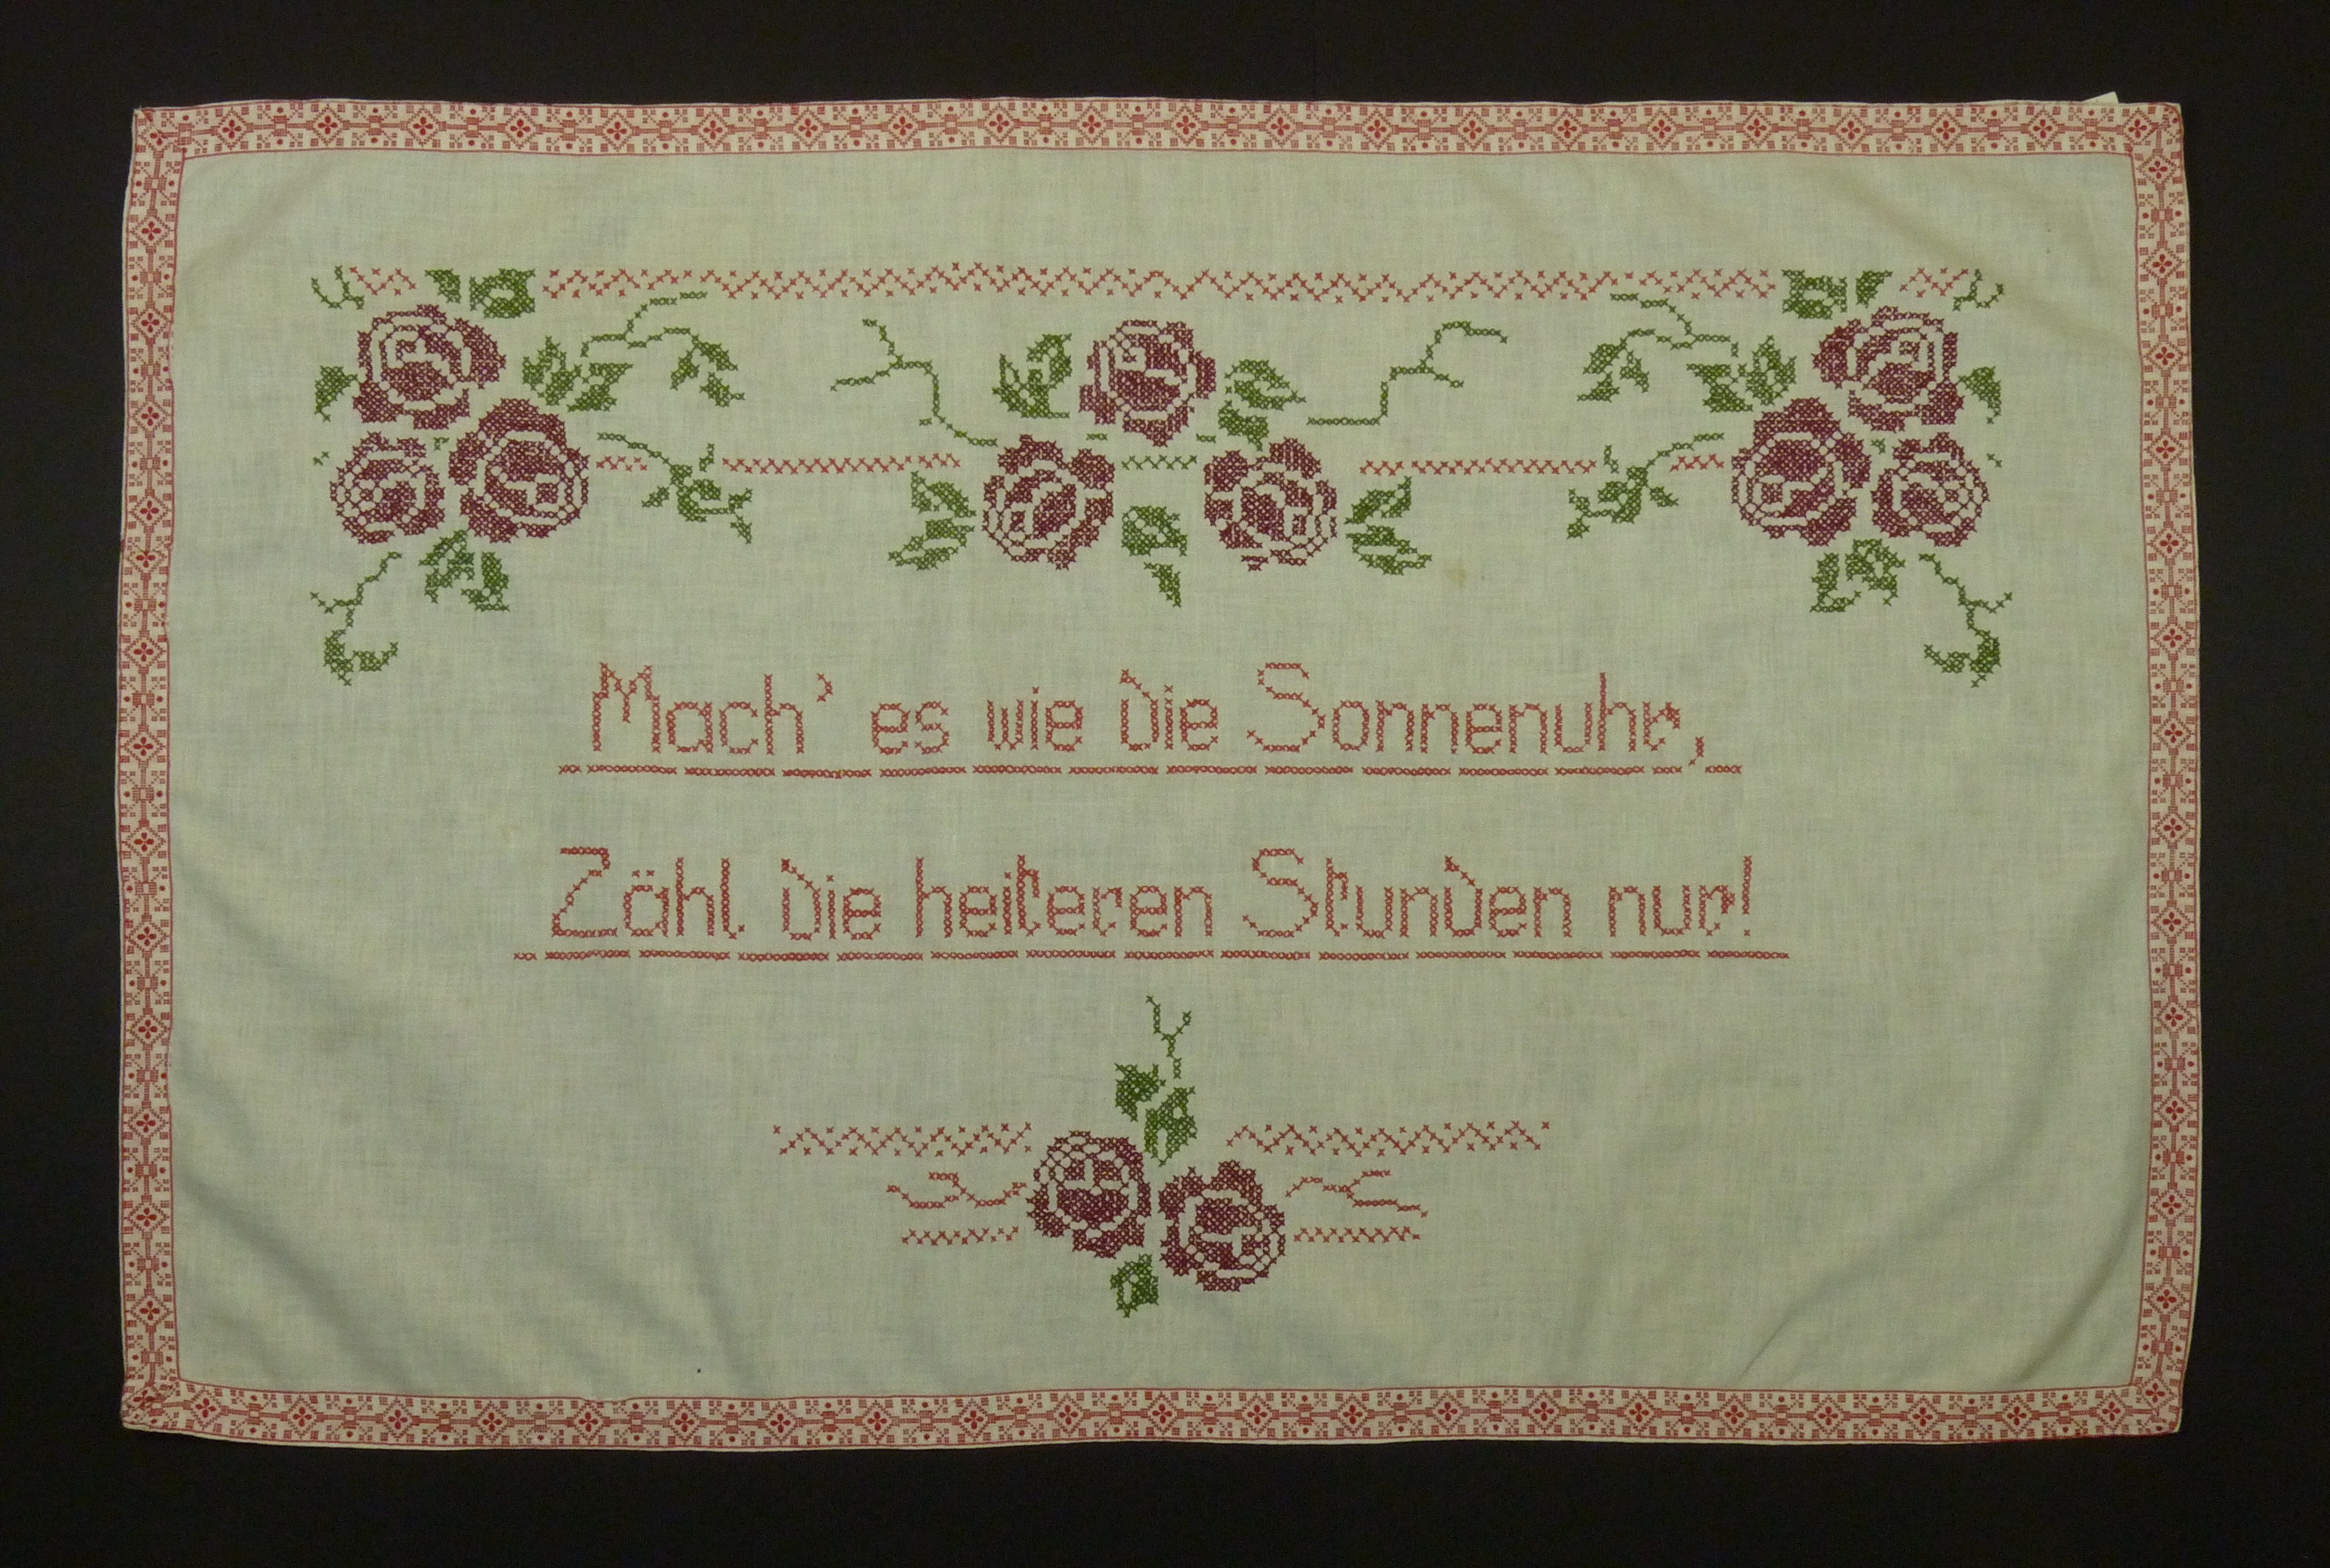 Mach' es wie die Sonnenuhr,
Zähl die heiteren Stunden nur!